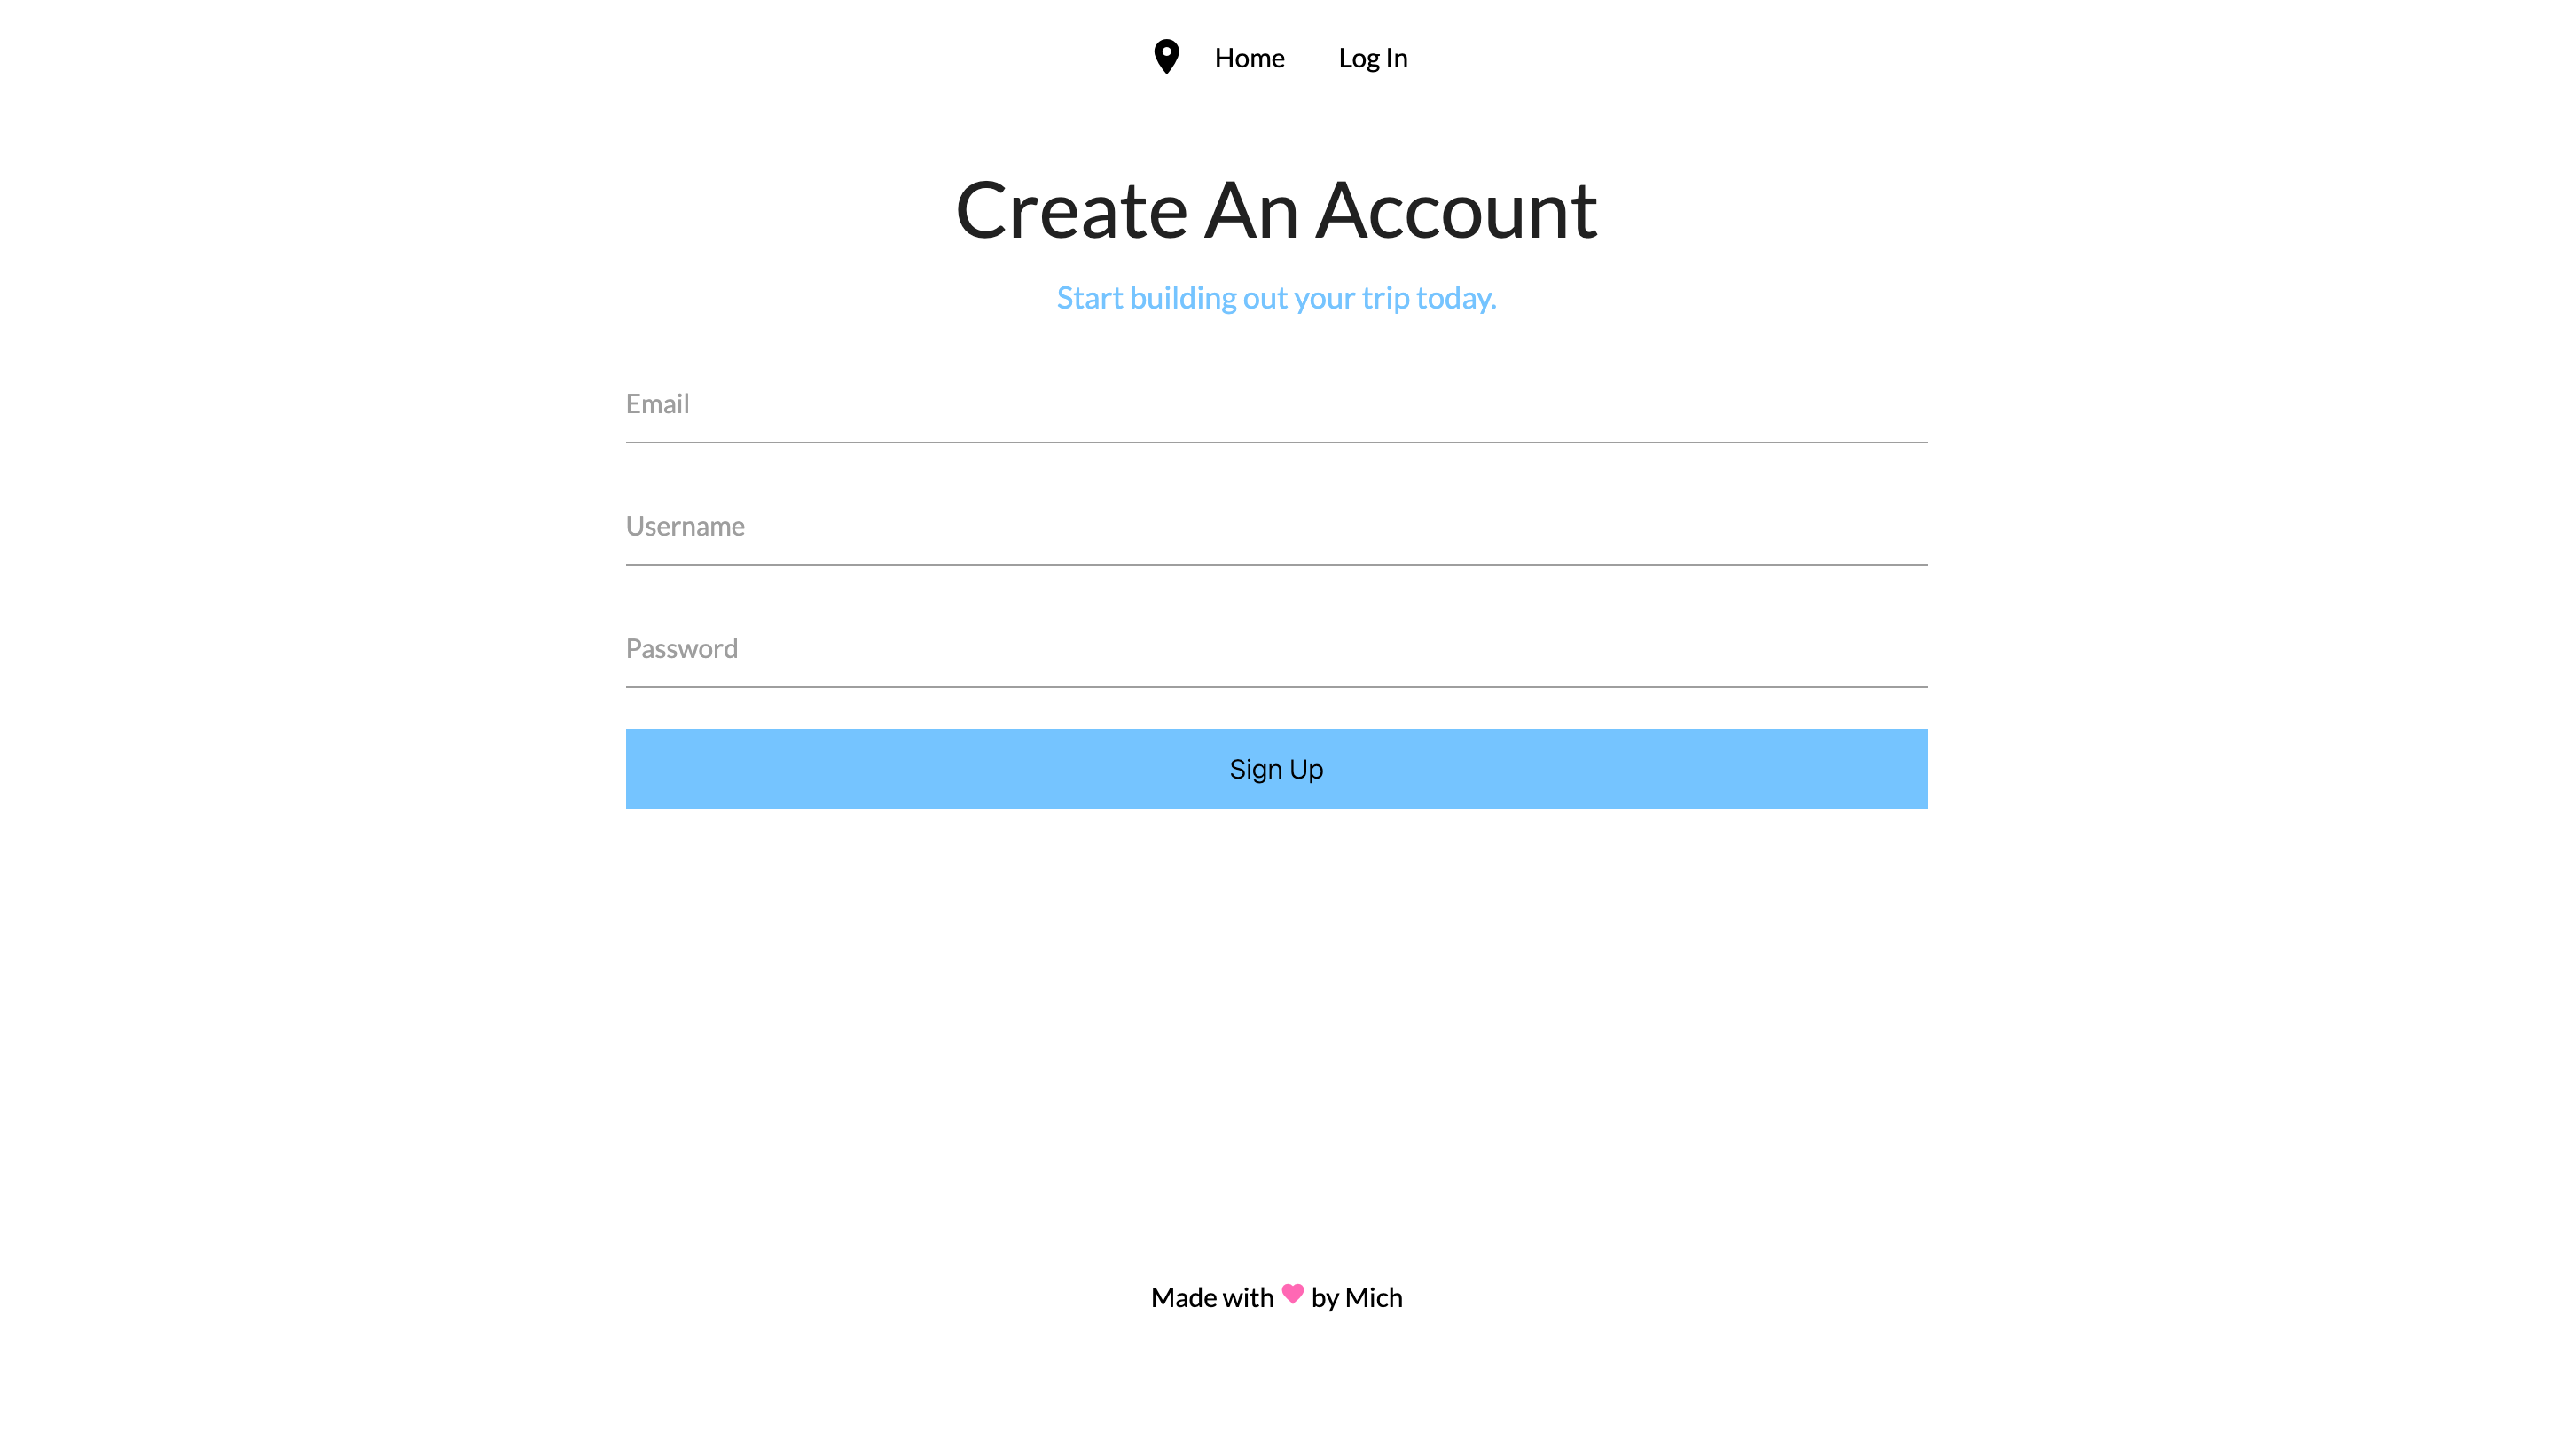 Home Log In
Create An Account
Start building out your trip today.
Email
Username
Password
Sign Up
Made with by Mich